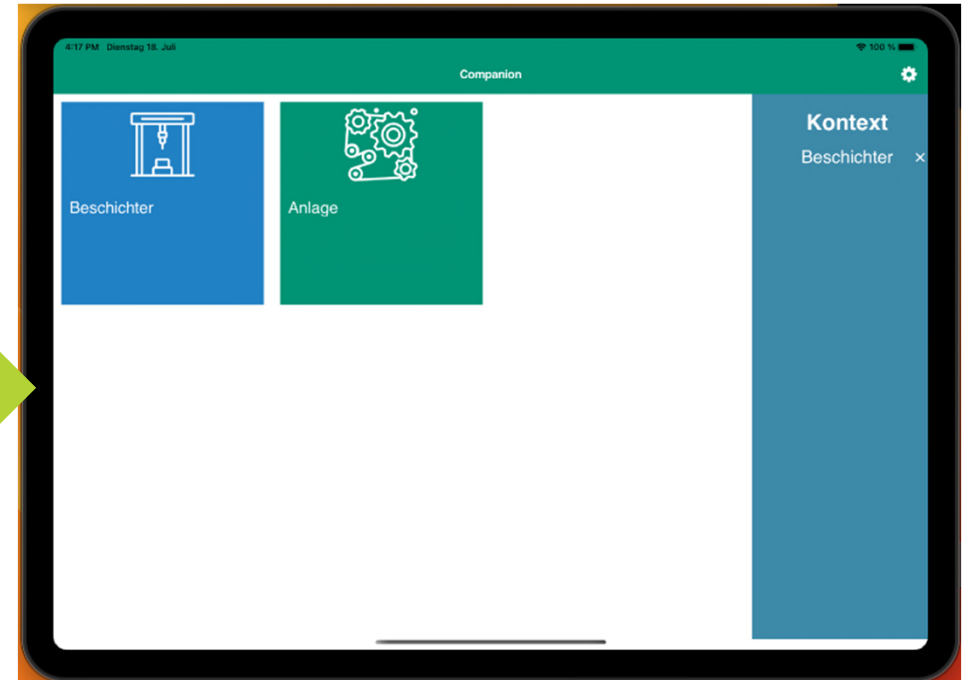 4:17 PM Dienstag 18. Juli
100 %
Companion
Beschichter
Anlage
Kontext
Beschichter ×